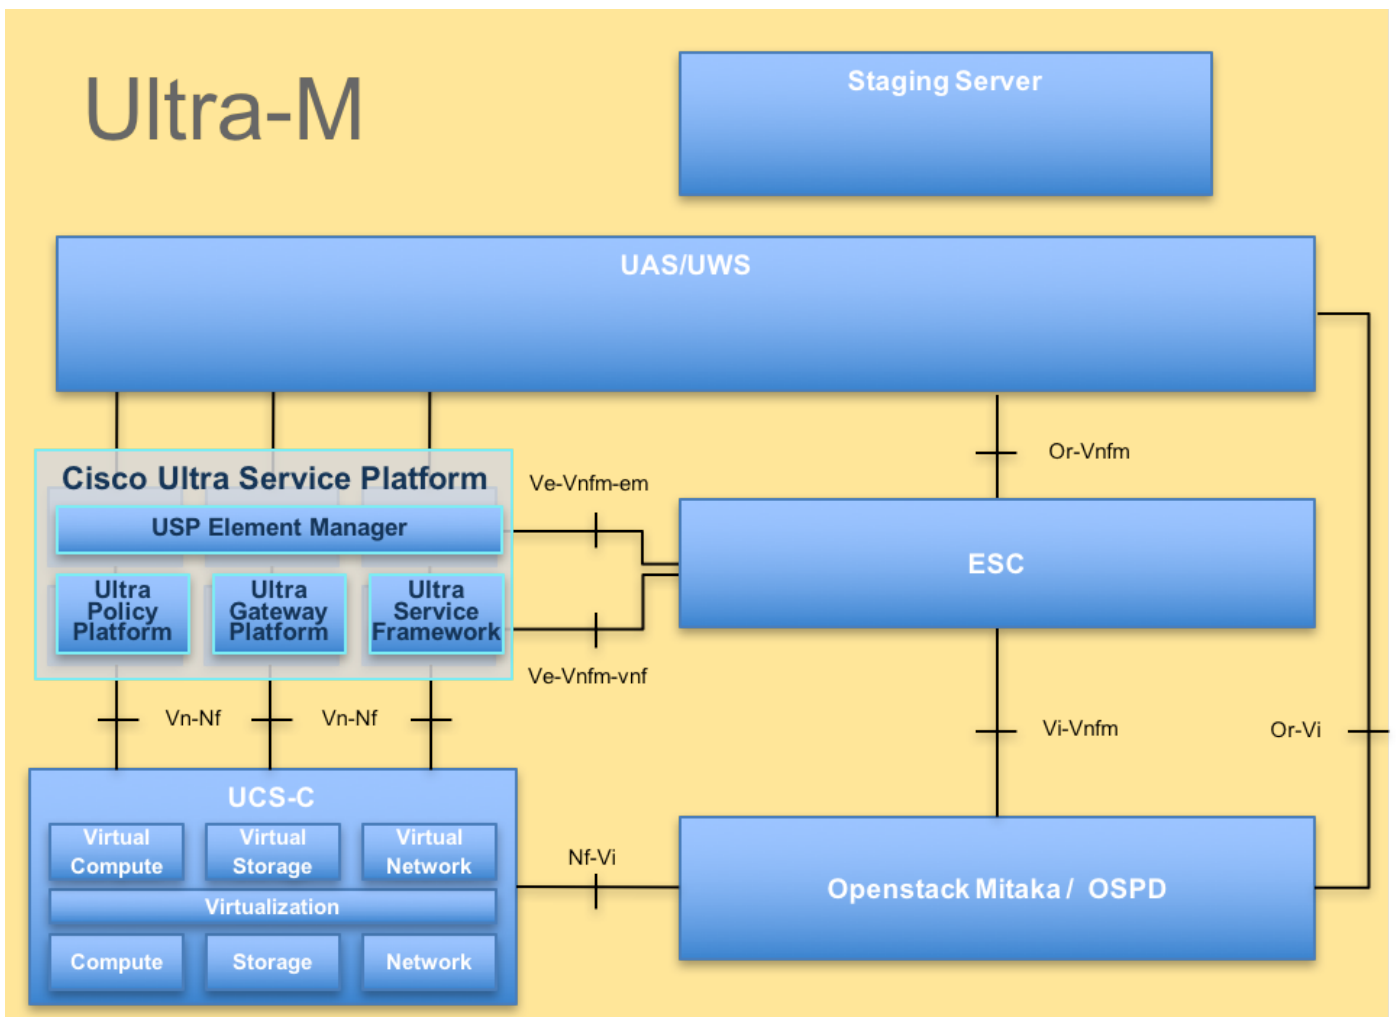 Ultra-M
Staging Server
UAS/UWS
Or-Vnfm
Cisco Ultra Service Platform
Ve-Vnfm-em
USP Element Manager
ESC
Ultra
Policy
Platform
Ultra
Gateway
Platform
Ultra
Service
Framework
Ve-Vnfm-vnf
Vn-Nf
Vn-Nf
Vi-Vnfm
Or-Vi
UCS-C
Virtual
Compute
Virtual
Storage
Virtual
Network
Nf-Vi
Openstack Mitaka / OSPD
Virtualization
Compute
Storage
Network